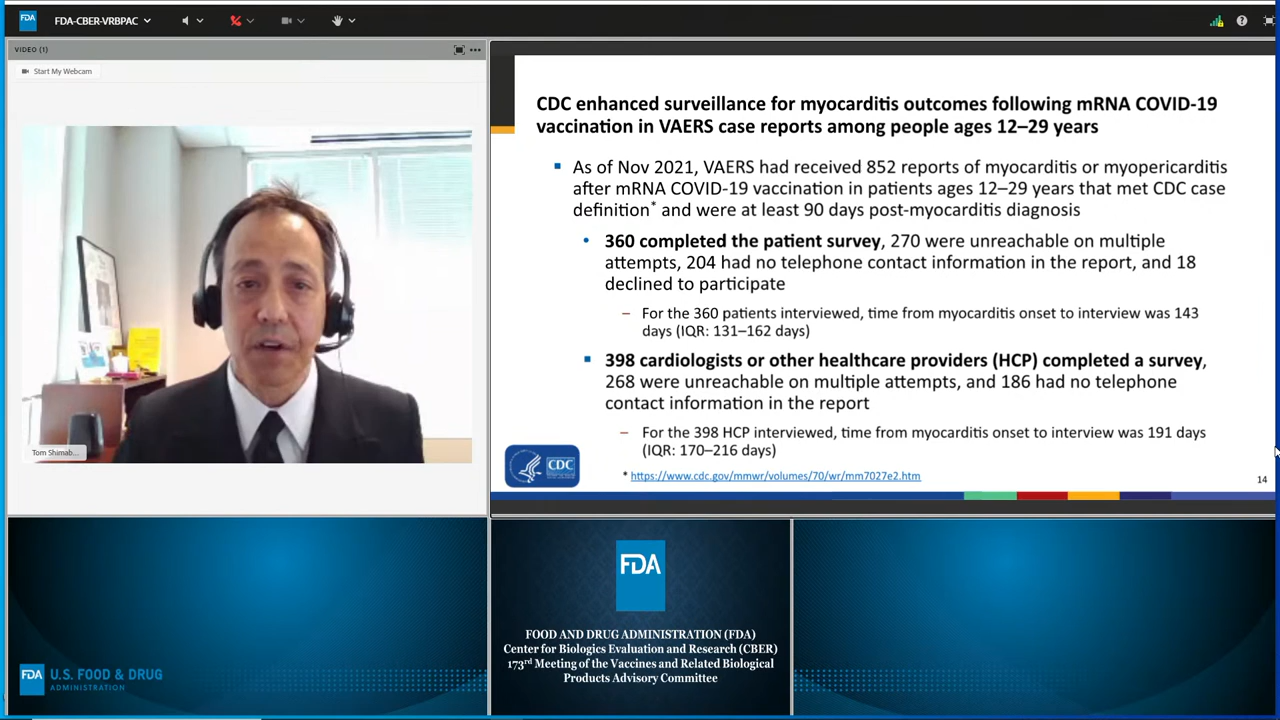 FDA
FDA-CBER-VRBPAC
VIDEO (1)
Start My Webcam
Tom Shimab...
CDC enhanced surveillance for myocarditis outcomes following mRNA COVID-19
vaccination in VAERS case reports among people ages 12–29 years
▪ As of Nov 2021, VAERS had received 852 reports of myocarditis or myopericarditis
after mRNA COVID-19 vaccination in patients ages 12–29 years that met CDC case
definition* and were at least 90 days post-myocarditis diagnosis
• 360 completed the patient survey, 270 were unreachable on multiple
attempts, 204 had no telephone contact information in the report, and 18
declined to participate
– For the 360 patients interviewed, time from myocarditis onset to interview was 143
days (IQR: 131–162 days)
▪ 398 cardiologists or other healthcare providers (HCP) completed a survey,
268 were unreachable on multiple attempts, and 186 had no telephone
contact information in the report
– For the 398 HCP interviewed, time from myocarditis onset to interview was 191 days
(IQR: 170–216 days)
CDC
* https://www.cdc.gov/mmwr/volumes/70/wr/mm7027e2.htm
14
FDA
FOOD AND DRUG ADMINISTRATION (FDA)
Center for Biologics Evaluation and Research (CBER)
173rd Meeting of the Vaccines and Related Biological
Products Advisory Committee
FDA U.S. FOOD & DRUG
ADMINISTRATION